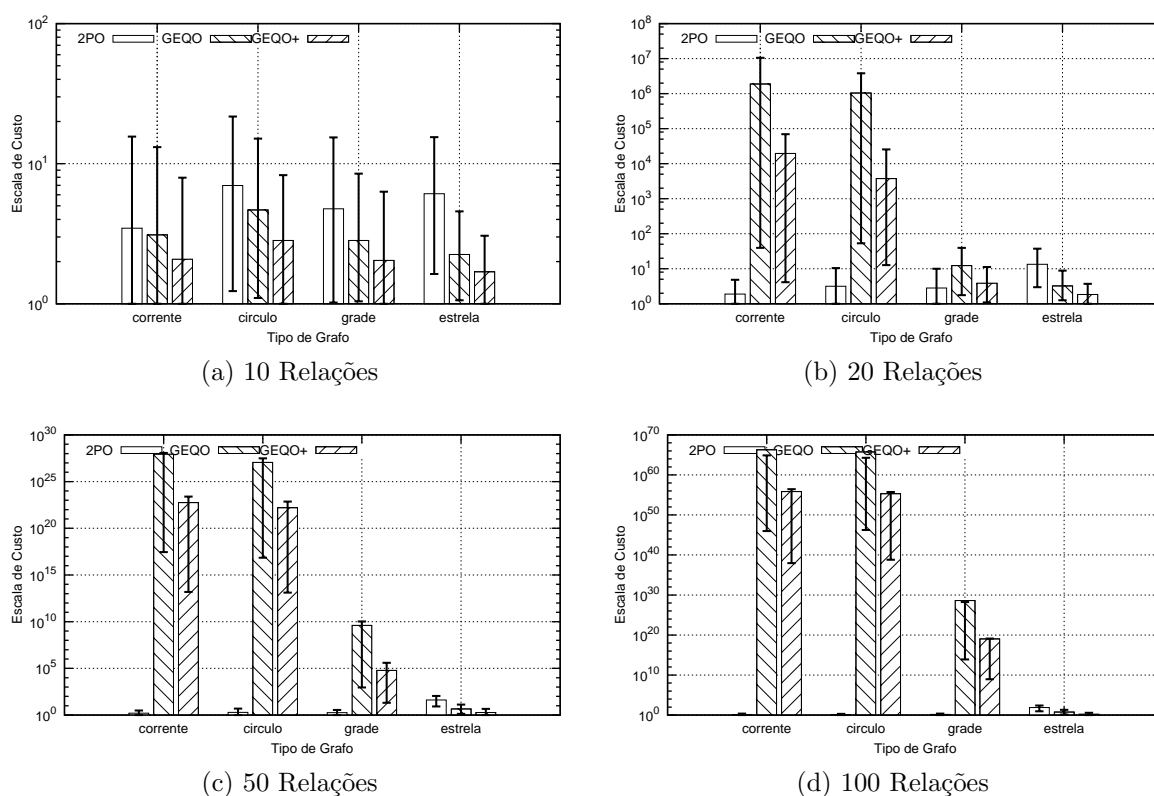 10^2
10^1
10^0
Escala de Custo
2PO GEQO GEQO+
corrente circulo grade estrela
Tipo de Grafo
(a) 10 Relações
10^8
10^7
10^6
10^5
10^4
10^3
10^2
10^1
10^0
Escala de Custo
2PO GEQO GEQO+
corrente circulo grade estrela
Tipo de Grafo
(b) 20 Relações
10^30
10^25
10^20
10^15
10^10
10^5
10^0
Escala de Custo
2PO GEQO GEQO+
corrente circulo grade estrela
Tipo de Grafo
(c) 50 Relações
10^70
10^60
10^50
10^40
10^30
10^20
10^10
10^0
Escala de Custo
2PO GEQO GEQO+
corrente circulo grade estrela
Tipo de Grafo
(d) 100 Relações